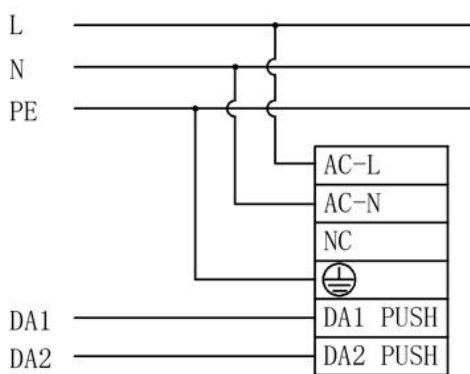 L
N
PE
AC-L
AC-N
NC
DA1
DA1 PUSH
DA2
DA2 PUSH